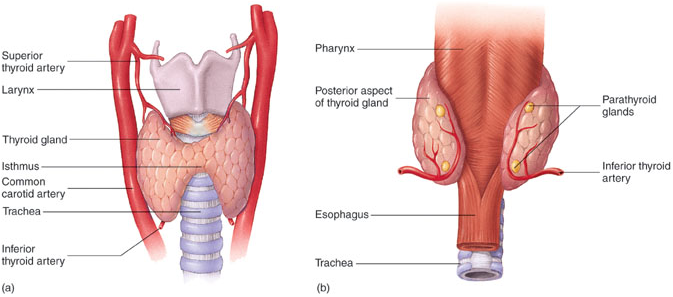 Superior
thyroid artery
Larynx
Thyroid gland
Isthmus
Common
carotid artery
Trachea
Inferior
thyroid artery
(a)
Pharynx
Posterior aspect
of thyroid gland
Parathyroid
glands
Inferior thyroid
artery
Esophagus
Trachea
(b)